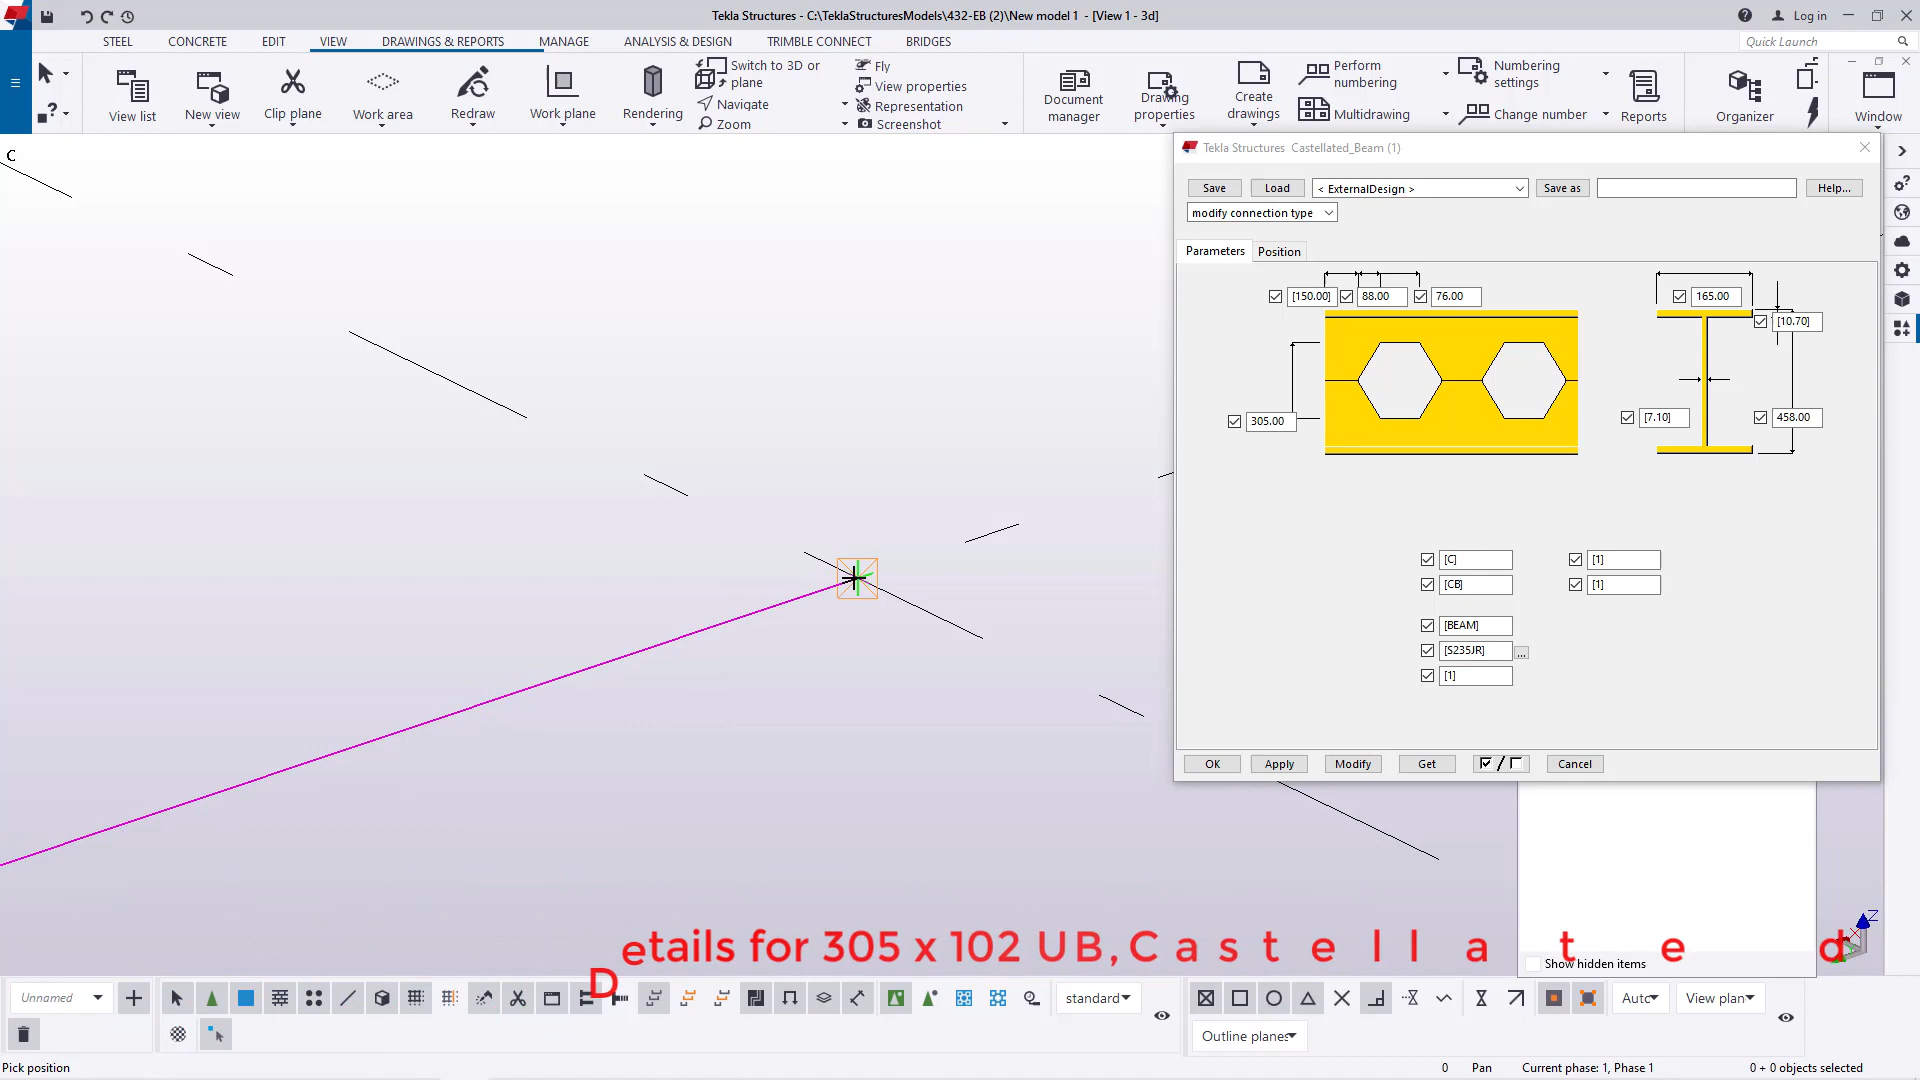 Tekla Structures - C:\TeklaStructuresModels\432-EB (2)\New model 1 - [View 1 - 3d]
Log in
STEEL CONCRETE EDIT VIEW DRAWINGS & REPORTS MANAGE ANALYSIS & DESIGN TRIMBLE CONNECT BRIDGES
Quick Launch
View list
New view
Clip plane
Work area
Redraw
Work plane
Rendering
Switch to 3D or
plane
Navigate
Zoom
Fly
View properties
Representation
Screenshot
Document
manager
Drawing
properties
Create
drawings
Perform
numbering
Multidrawing
Numbering
settings
Change number
Reports
Organizer
Window
C
Tekla Structures Castellated_Beam (1)
Save Load < ExternalDesign > Save as Help...
modify connection type
Parameters Position
[150.00] 88.00 76.00 165.00
[10.70]
305.00 [7.10] 458.00
[C] [1]
[CB] [1]
[BEAM]
[S235JR] ...
[1]
OK Apply Modify Get / Cancel
Z
Details for 305 x 102 UB, Castellated
Show hidden items
Unnamed standard Auto View plan
Outline planes
Pick position 0 Pan Current phase: 1, Phase 1 0 + 0 objects selected